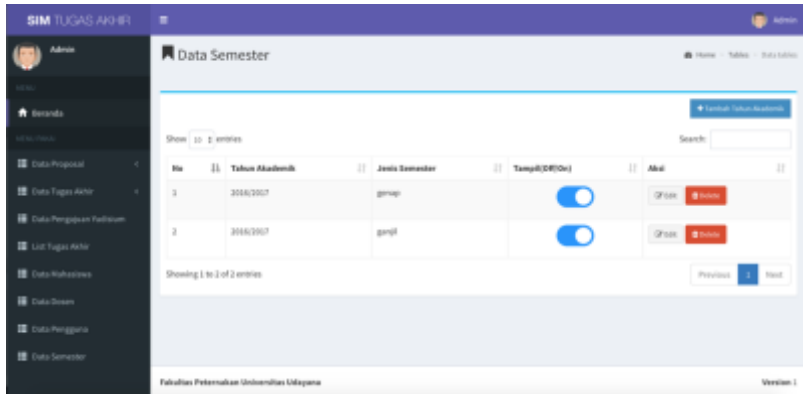 SIM TUGAS AKHIR
Admin
Admin
Data Semester
Home
Tables
Data tables
MENU
Beranda
Tambah Tahun Akademik
Show 10 entries
Search:
Data Proposal
No
Tahun Akademik
Jenis Semester
Tampil(Off/On)
Aksi
Data Tugas Akhir
1
2016/2017
genap
Edit
Delete
Data Pengajuan Yudisium
2
2016/2017
ganjil
Edit
Delete
List Tugas Akhir
Data Mahasiswa
Showing 1 to 2 of 2 entries
Previous
1
Next
Data Dosen
Data Pengguna
Data Semester
Fakultas Peternakan Universitas Udayana
Version 1